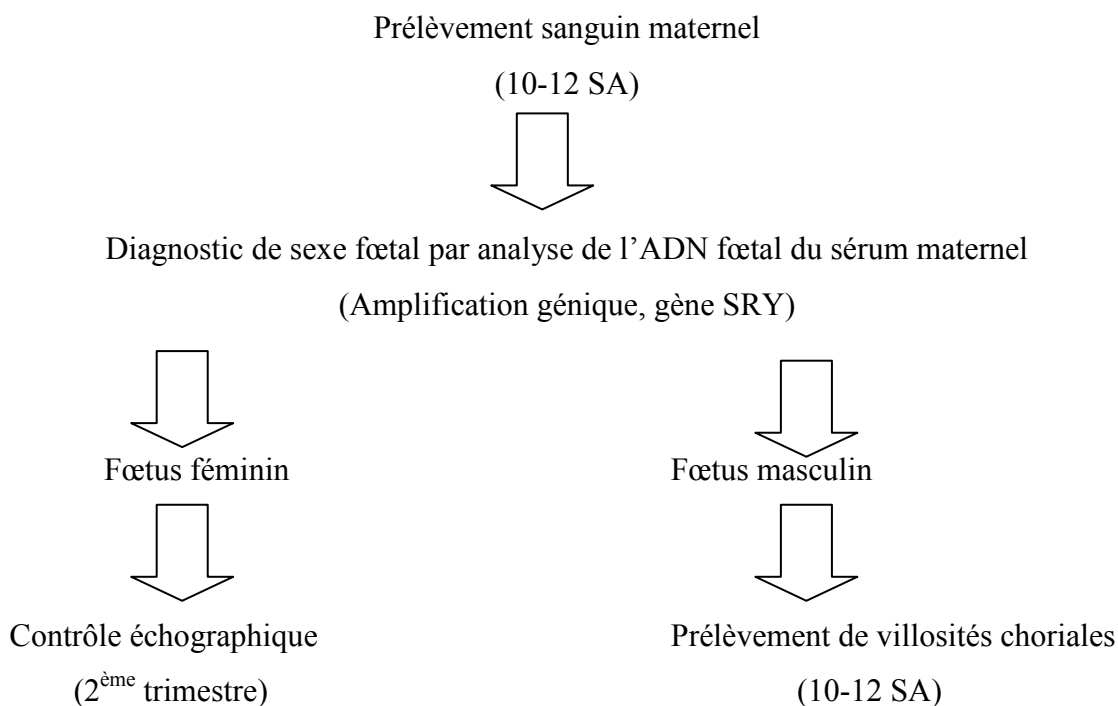 Prélèvement sanguin maternel
(10-12 SA)
Diagnostic de sexe fœtal par analyse de l’ADN fœtal du sérum maternel
(Amplification génique, gène SRY)
Fœtus féminin
Fœtus masculin
Contrôle échographique
(2ème trimestre)
Prélèvement de villosités choriales
(10-12 SA)